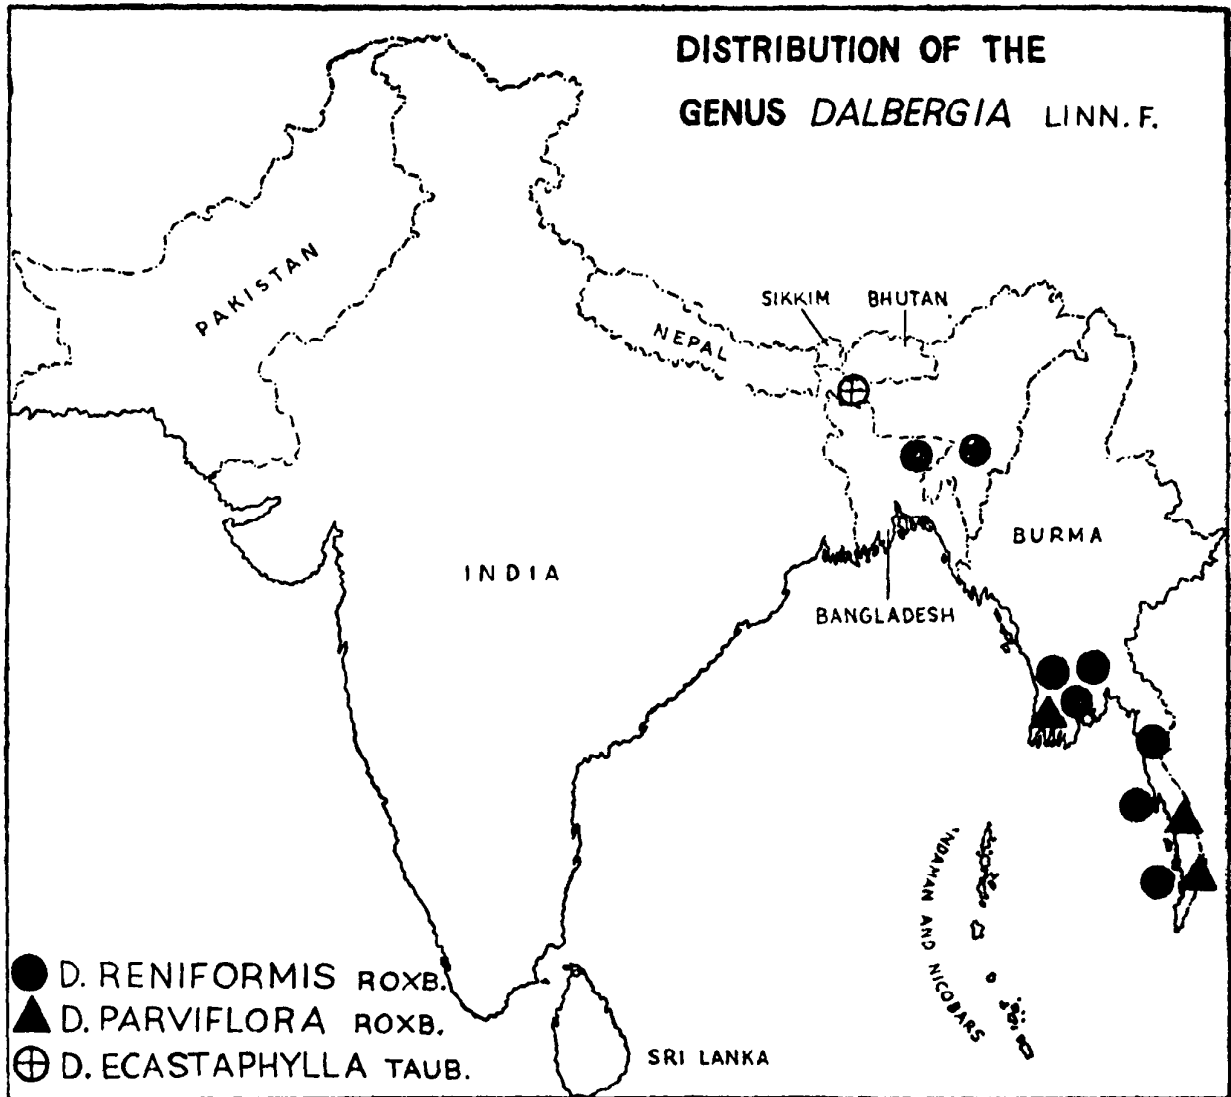 DISTRIBUTION OF THE
GENUS DALBERGIA LINN. F.
PAKISTAN
SIKKIM
BHUTAN
NEPAL
BURMA
INDIA
BANGLADESH
NDAMAN AND NICOBARS
D. RENIFORMIS ROXB.
D. PARVIFLORA ROXB.
D. ECASTAPHYLLA TAUB.
SRI LANKA